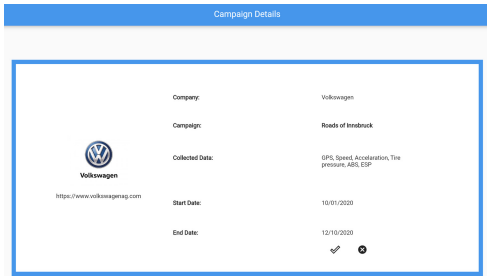 Campaign Details
Company: Volkswagen
Campaign: Roads of Innsbruck
Volkswagen
https://www.volkswagenag.com
Collected Data: GPS, Speed, Accelaration, Tire
pressure, ABS, ESP
Start Date: 10/01/2020
End Date: 12/10/2020